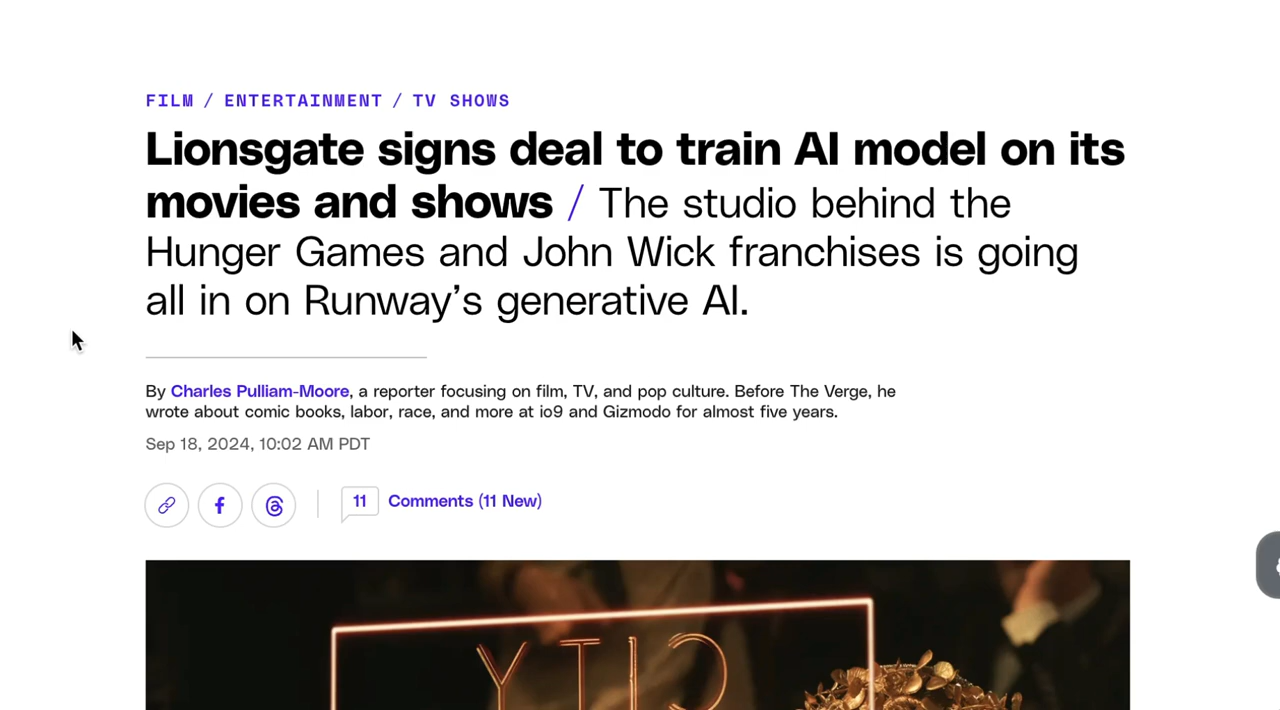 FILM / ENTERTAINMENT / TV SHOWS
Lionsgate signs deal to train AI model on its
movies and shows / The studio behind the
Hunger Games and John Wick franchises is going
all in on Runway’s generative AI.
By Charles Pulliam-Moore, a reporter focusing on film, TV, and pop culture. Before The Verge, he
wrote about comic books, labor, race, and more at io9 and Gizmodo for almost five years.
Sep 18, 2024, 10:02 AM PDT
11 Comments (11 New)
CITY